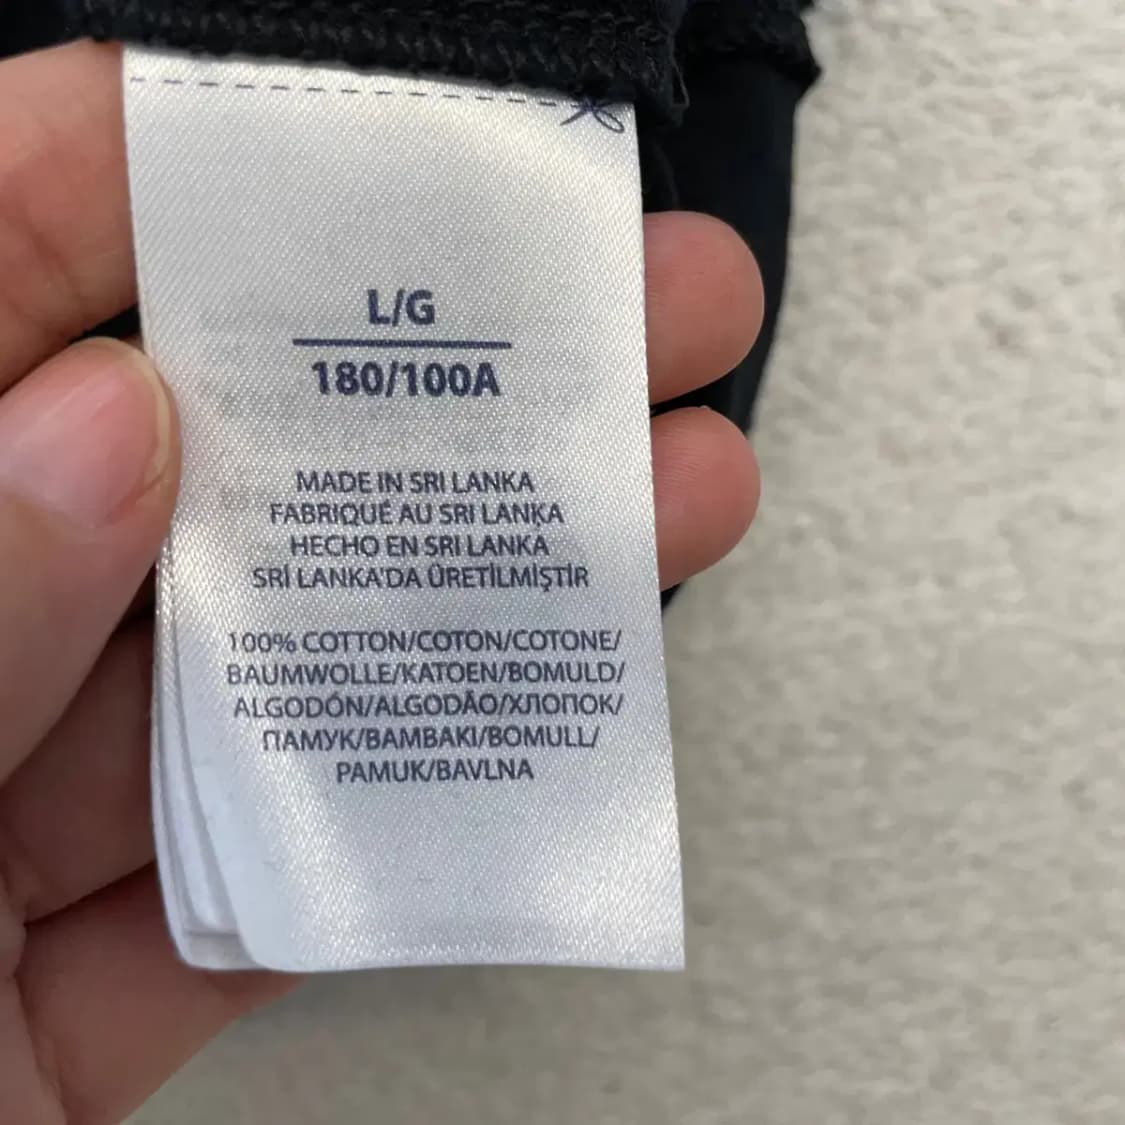 L/G
180/100A
MADE IN SRI LANKA
FABRIQUÉ AU SRI LANKA
HECHO EN SRI LANKA
SRİ LANKA'DA ÜRETİLMİŞTİR
100% COTTON/COTON/COTONE/
BAUMWOLLE/KATOEN/BOMULD/
ALGODÓN/ALGODÃO/ХЛОПОК/
ПАМУК/BAMBAKI/BOMULL/
PAMUK/BAVLNA